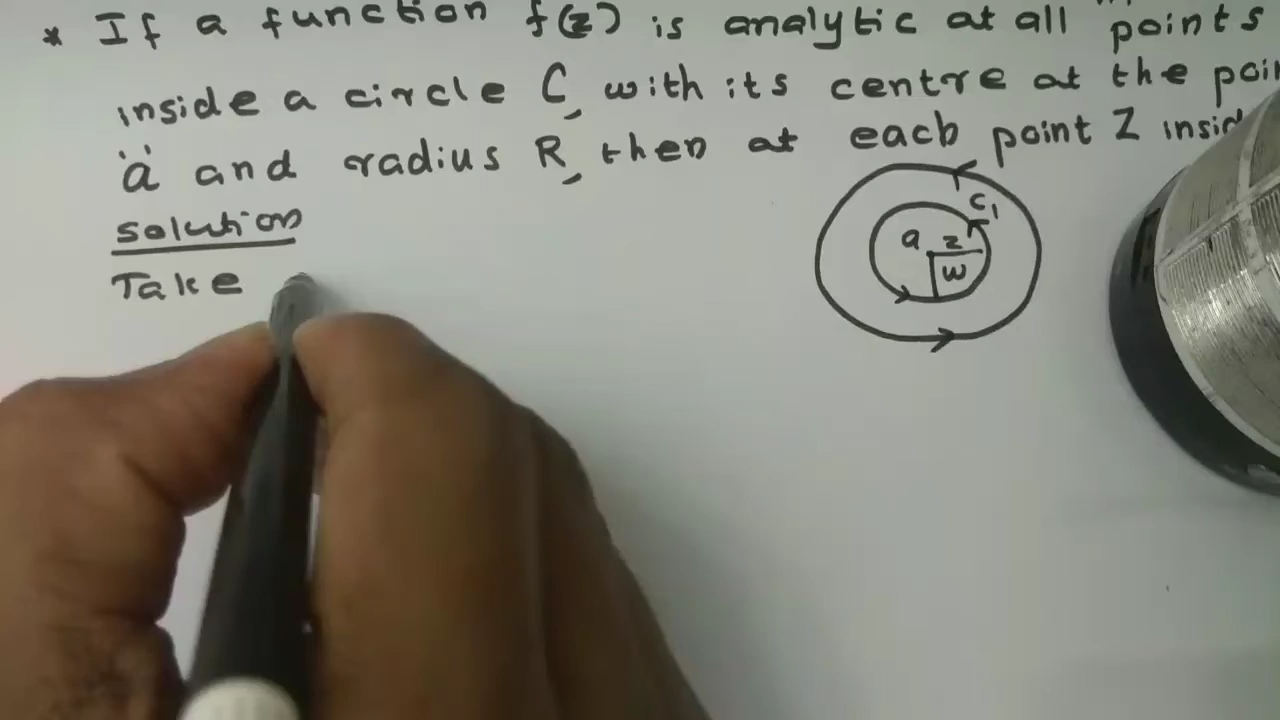 * If a function f(z) is analytic at all points
inside a circle C, with its centre at the
'a' and radius R, then at each point Z
Solution
Take
C1
a z
w